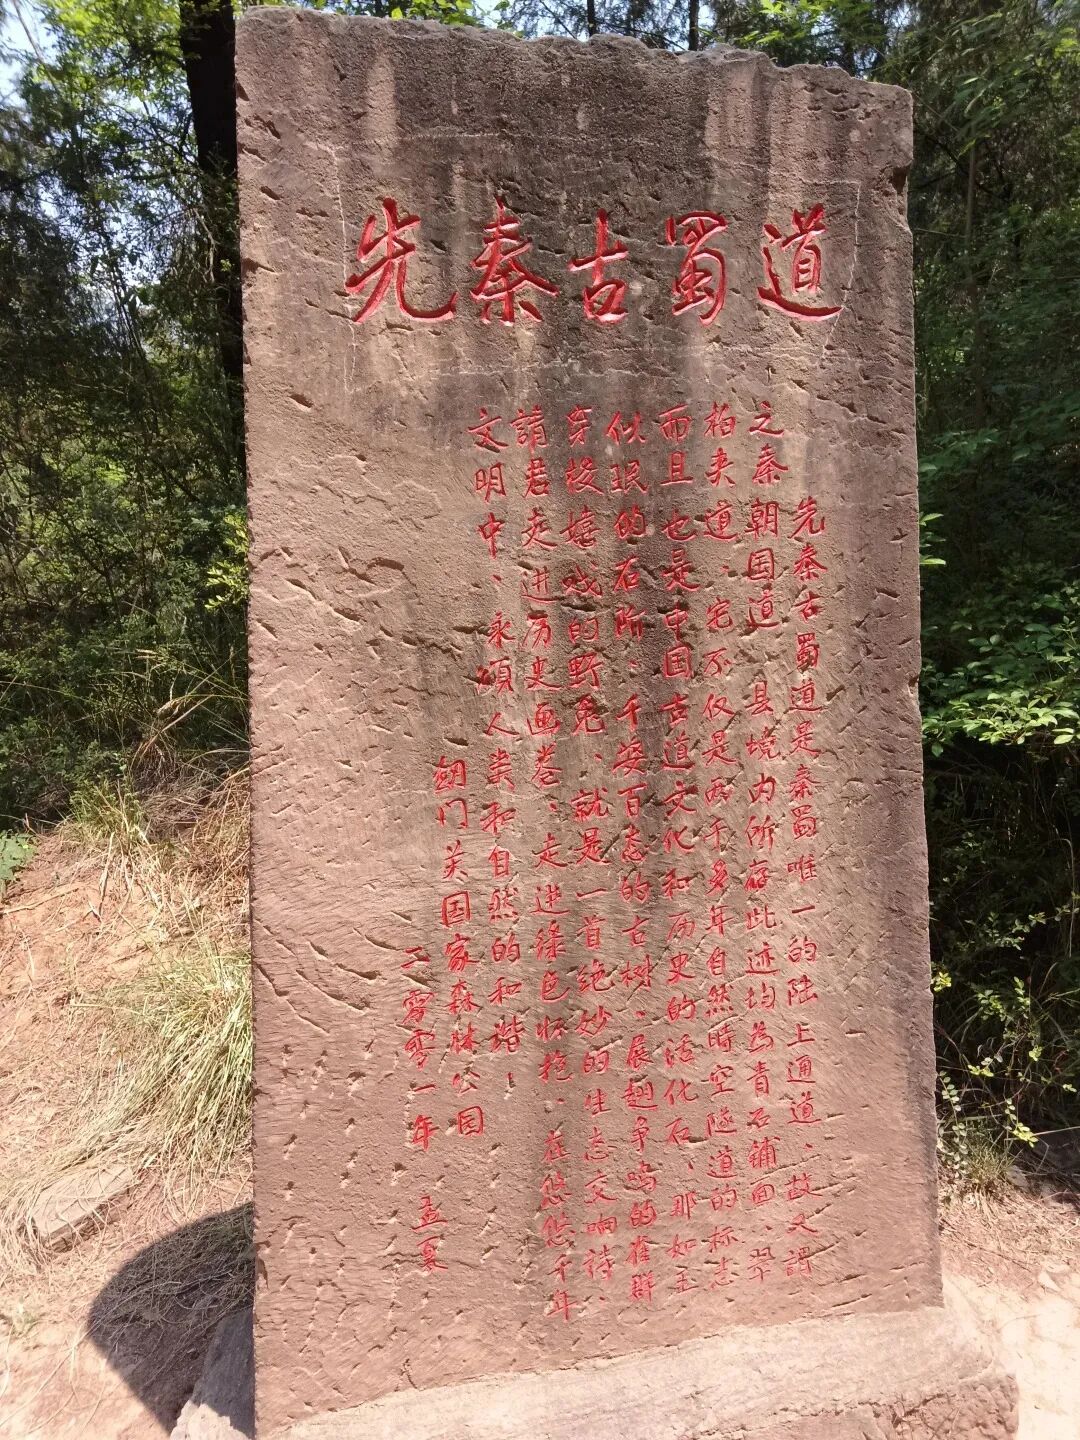 先秦古蜀道
先秦古蜀道是秦蜀唯一的陆上通道、故又謂
之秦朝国道、县境内所存此迹均為青石铺面、翠
柏夹道、它不仅是两千多年自然時空隧道的标志
而且也是中国古道文化和历史的活化石、那如玉
似珉的石阶、千姿百态的古树、展翅争鸣的雀群
穿梭嬉戏的野兔、就是一首绝妙的生态交响诗、
請君走进历史画卷、走进绿色怀抱、在悠悠千年
文明中、永颂人类和自然的和谐。
剑门关国家森林公园
二零零一年 孟夏